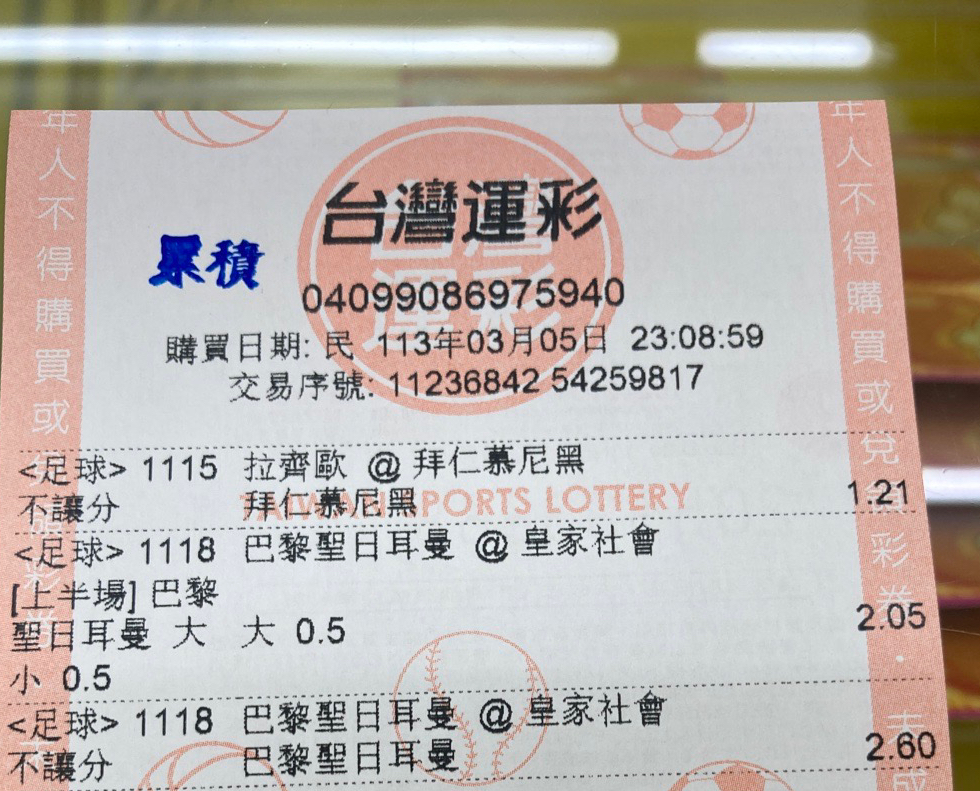 台灣運彩
累積
04099086975940
購買日期: 民 113年03月05日 23:08:59
交易序號: 11236842 54259817
<足球> 1115 拉齊歐 @ 拜仁慕尼黑
不讓分 拜仁慕尼黑 1.21
TAIWAN SPORTS LOTTERY
<足球> 1118 巴黎聖日耳曼 @ 皇家社會
[上半場] 巴黎
聖日耳曼 大 大 0.5 2.05
小 0.5
<足球> 1118 巴黎聖日耳曼 @ 皇家社會
不讓分 巴黎聖日耳曼 2.60
年人不得購買或
年人不得購買或兌領彩券．未成